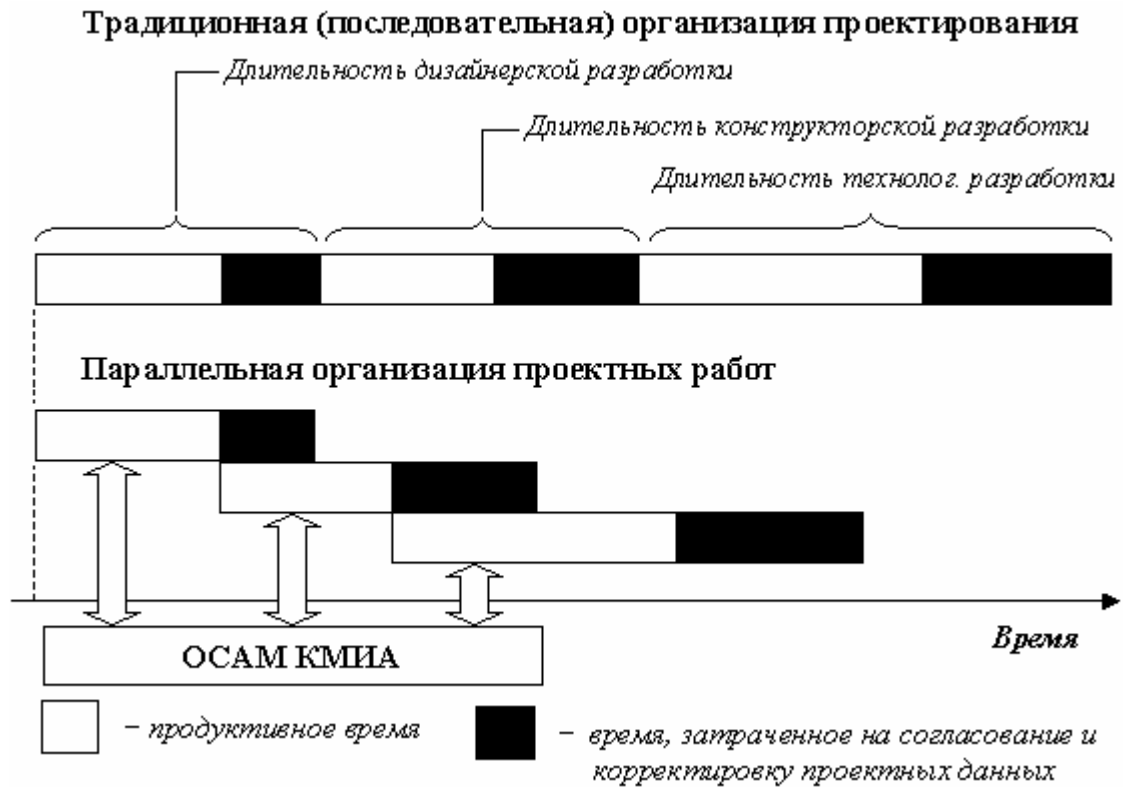 Традиционная (последовательная) организация проектирования
Длительность дизайнерской разработки
Длительность конструкторской разработки
Длительность технолог. разработки
Параллельная организация проектных работ
Время
ОСАМ КМИА
– продуктивное время
– время, затраченное на согласование и
корректировку проектных данных